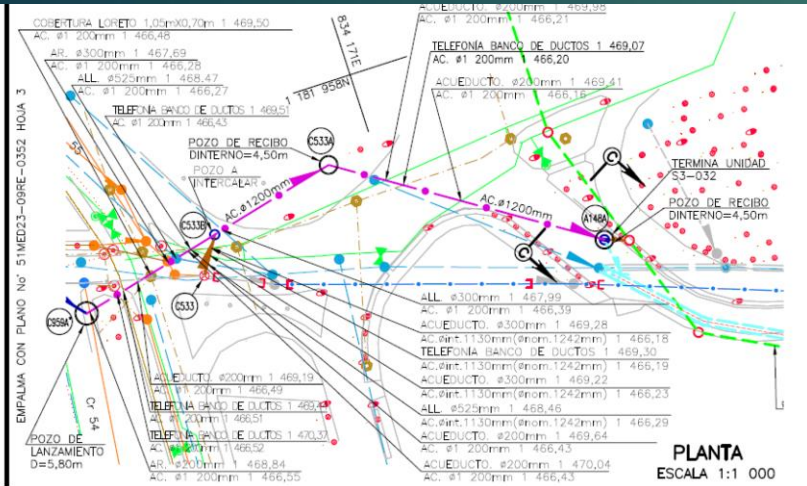 COBERTURA LORETO 1,05mX0,70m 1 469,50
AC. ø1 200mm 1 466,48
AR. ø300mm 1 467,69
AC. ø1 200mm 1 466,28
ALL. ø525mm 1 468.47
AC. ø1 200mm 1 466,27
TELEFONÍA BANCO DE DUCTOS 1 469,51
AC. ø1 200mm 1 466,43
POZO DE RECIBO
DINTERNO=4,50m
POZO A
INTERCALAR
C533A
834 171E
1 181 958N
ACUEDUCTO. ø200mm 1 469,98
AC. ø1 200mm 1 466,21
TELEFONÍA BANCO DE DUCTOS 1 469,07
AC. ø1 200mm 1 466,20
ACUEDUCTO ø200mm 1 469,41
AC. ø1 200mm 1 466,16
TERMINA UNIDAD
S3-032
POZO DE RECIBO
DINTERNO=4,50m
A148A
AC.ø1200mm
AC.ø1200mm
C
C
C533B
C533
C959A
55
EMPALMA CON PLANO No S1MED23-09RE-0352 HOJA 3
Cr 54
POZO DE
LANZAMIENTO
D=5,80m
ACUEDUCTO. ø200mm 1 469,19
AC. ø1 200mm 1 466,49
TELEFONÍA BANCO DE DUCTOS 1
AC. ø1 200mm 1 466,51
TELEFONÍA BANCO DE DUCTOS 1 470,37
AC. ø1 200mm 1 466,52
AR. ø200mm 1 468,84
AC. ø1 200mm 1 466,55
ALL. ø300mm 1 467,99
AC. ø1 200mm 1 466,39
ACUEDUCTO ø300mm 1 469,28
AC.øint.1130mm(ønom.1242mm) 1 466,18
TELEFONÍA BANCO DE DUCTOS 1 469,30
AC.øint.1130mm(ønom.1242mm) 1 466,19
ACUEDUCTO ø300mm 1 469,22
AC.øint.1130mm(ønom.1242mm) 1 466,23
ALL. ø525mm 1 468,46
AC.øint.1130mm(ønom.1242mm) 1 466,29
ACUEDUCTO ø200mm 1 469,64
AC. ø1 200mm 1 466,43
ACUEDUCTO. ø200mm 1 470,04
AC. ø1 200mm 1 466,43
PLANTA
ESCALA 1:1 000